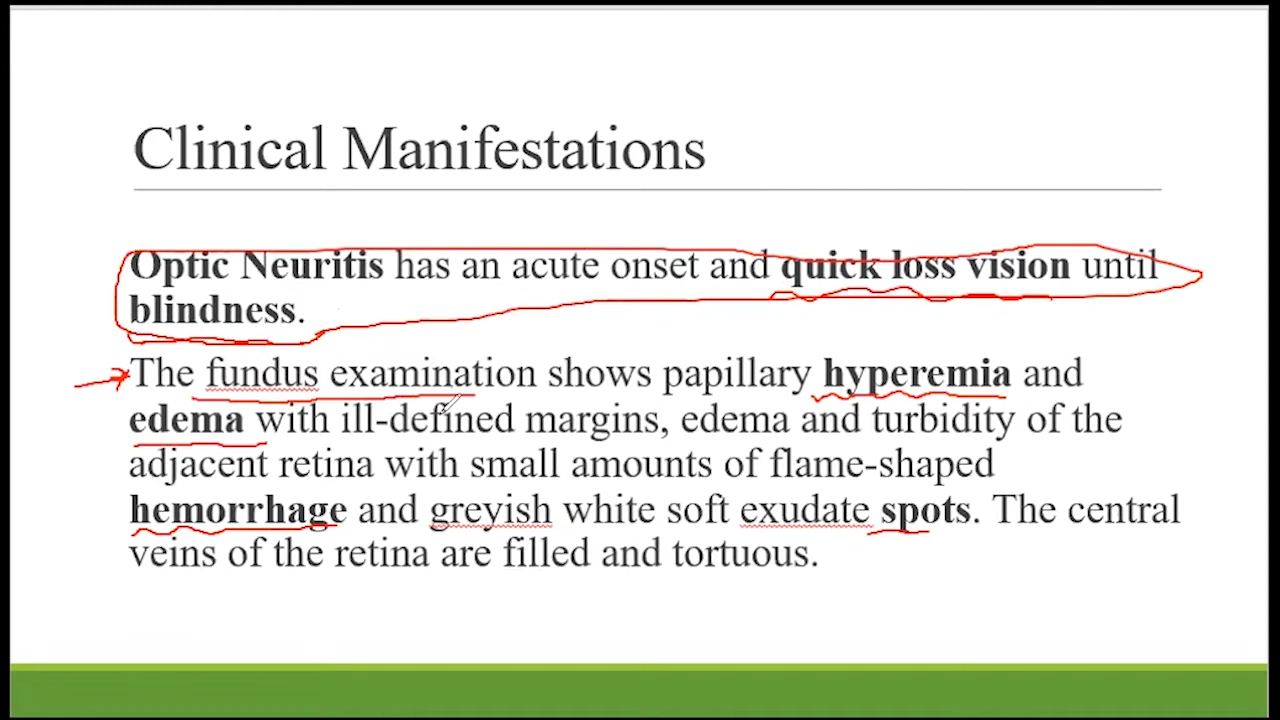 Clinical Manifestations
Optic Neuritis has an acute onset and quick loss vision until
blindness.
The fundus examination shows papillary hyperemia and
edema with ill-defined margins, edema and turbidity of the
adjacent retina with small amounts of flame-shaped
hemorrhage and greyish white soft exudate spots. The central
veins of the retina are filled and tortuous.